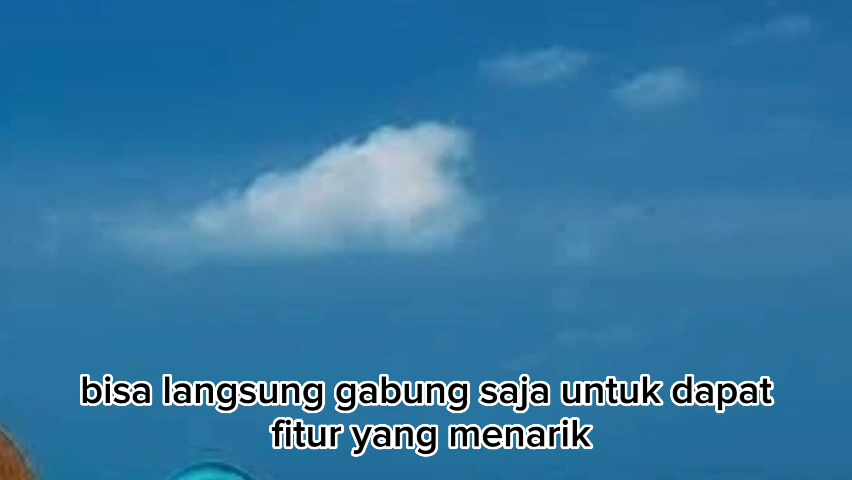 bisa langsung gabung saja untuk dapat
fitur yang menarik